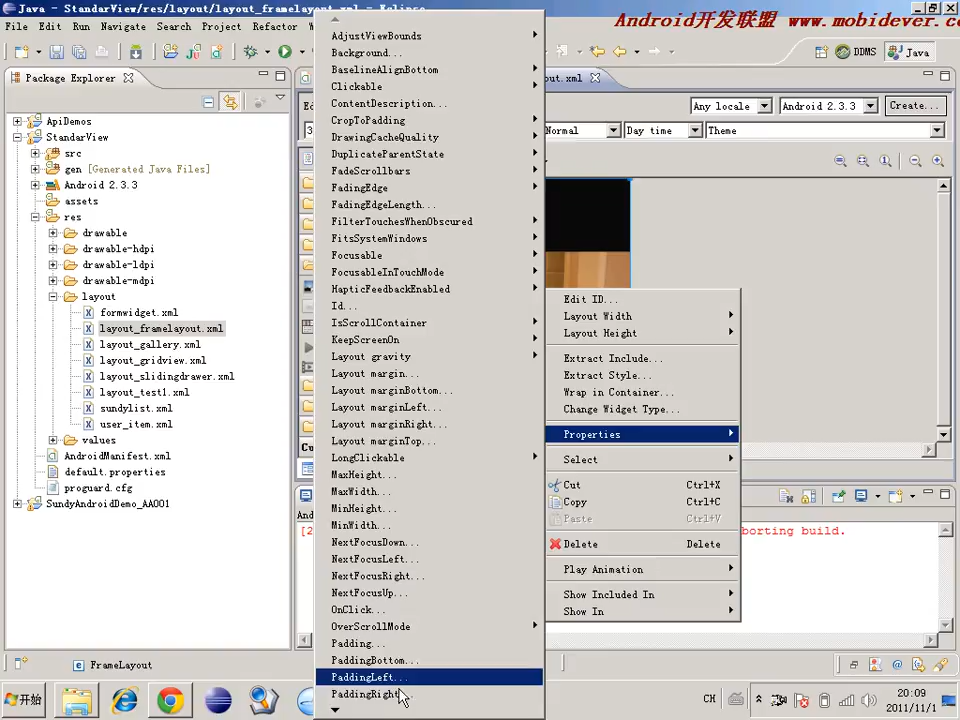 Java - StandarView/res/layout/layout_framelayout.xml - Eclipse
Android开发联盟 www.mobidever.com
File Edit Run Navigate Search Project Refactor
DDMS
Java
Package Explorer
ApiDemos
StandarView
src
gen [Generated Java Files]
Android 2.3.3
assets
res
drawable
drawable-hdpi
drawable-ldpi
drawable-mdpi
layout
formwidget.xml
layout_framelayout.xml
layout_gallery.xml
layout_gridview.xml
layout_slidingdrawer.xml
layout_test1.xml
sundylist.xml
user_item.xml
values
AndroidManifest.xml
default.properties
proguard.cfg
SundyAndroidDemo_AA001
AdjustViewBounds
Background...
BaselineAlignBottom
Clickable
ContentDescription...
CropToPadding
DrawingCacheQuality
DuplicateParentState
FadeScrollbars
FadingEdge
FadingEdgeLength...
FilterTouchesWhenObscured
FitsSystemWindows
Focusable
FocusableInTouchMode
HapticFeedbackEnabled
Id...
IsScrollContainer
KeepScreenOn
Layout gravity
Layout margin...
Layout marginBottom...
Layout marginLeft...
Layout marginRight...
Layout marginTop...
LongClickable
MaxHeight...
MaxWidth...
MinHeight...
MinWidth...
NextFocusDown...
NextFocusLeft...
NextFocusRight...
NextFocusUp...
OnClick...
OverScrollMode
Padding...
PaddingBottom...
PaddingLeft...
PaddingRight...
out.xml
Any locale
Android 2.3.3
Create...
Normal
Day time
Theme
Edit ID...
Layout Width
Layout Height
Extract Include...
Extract Style...
Wrap in Container...
Change Widget Type...
Properties
Select
Cut Ctrl+X
Copy Ctrl+C
Paste Ctrl+V
Delete Delete
Play Animation
Show Included In
Show In
borting build.
FrameLayout
开始
CH
20:09
2011/11/1